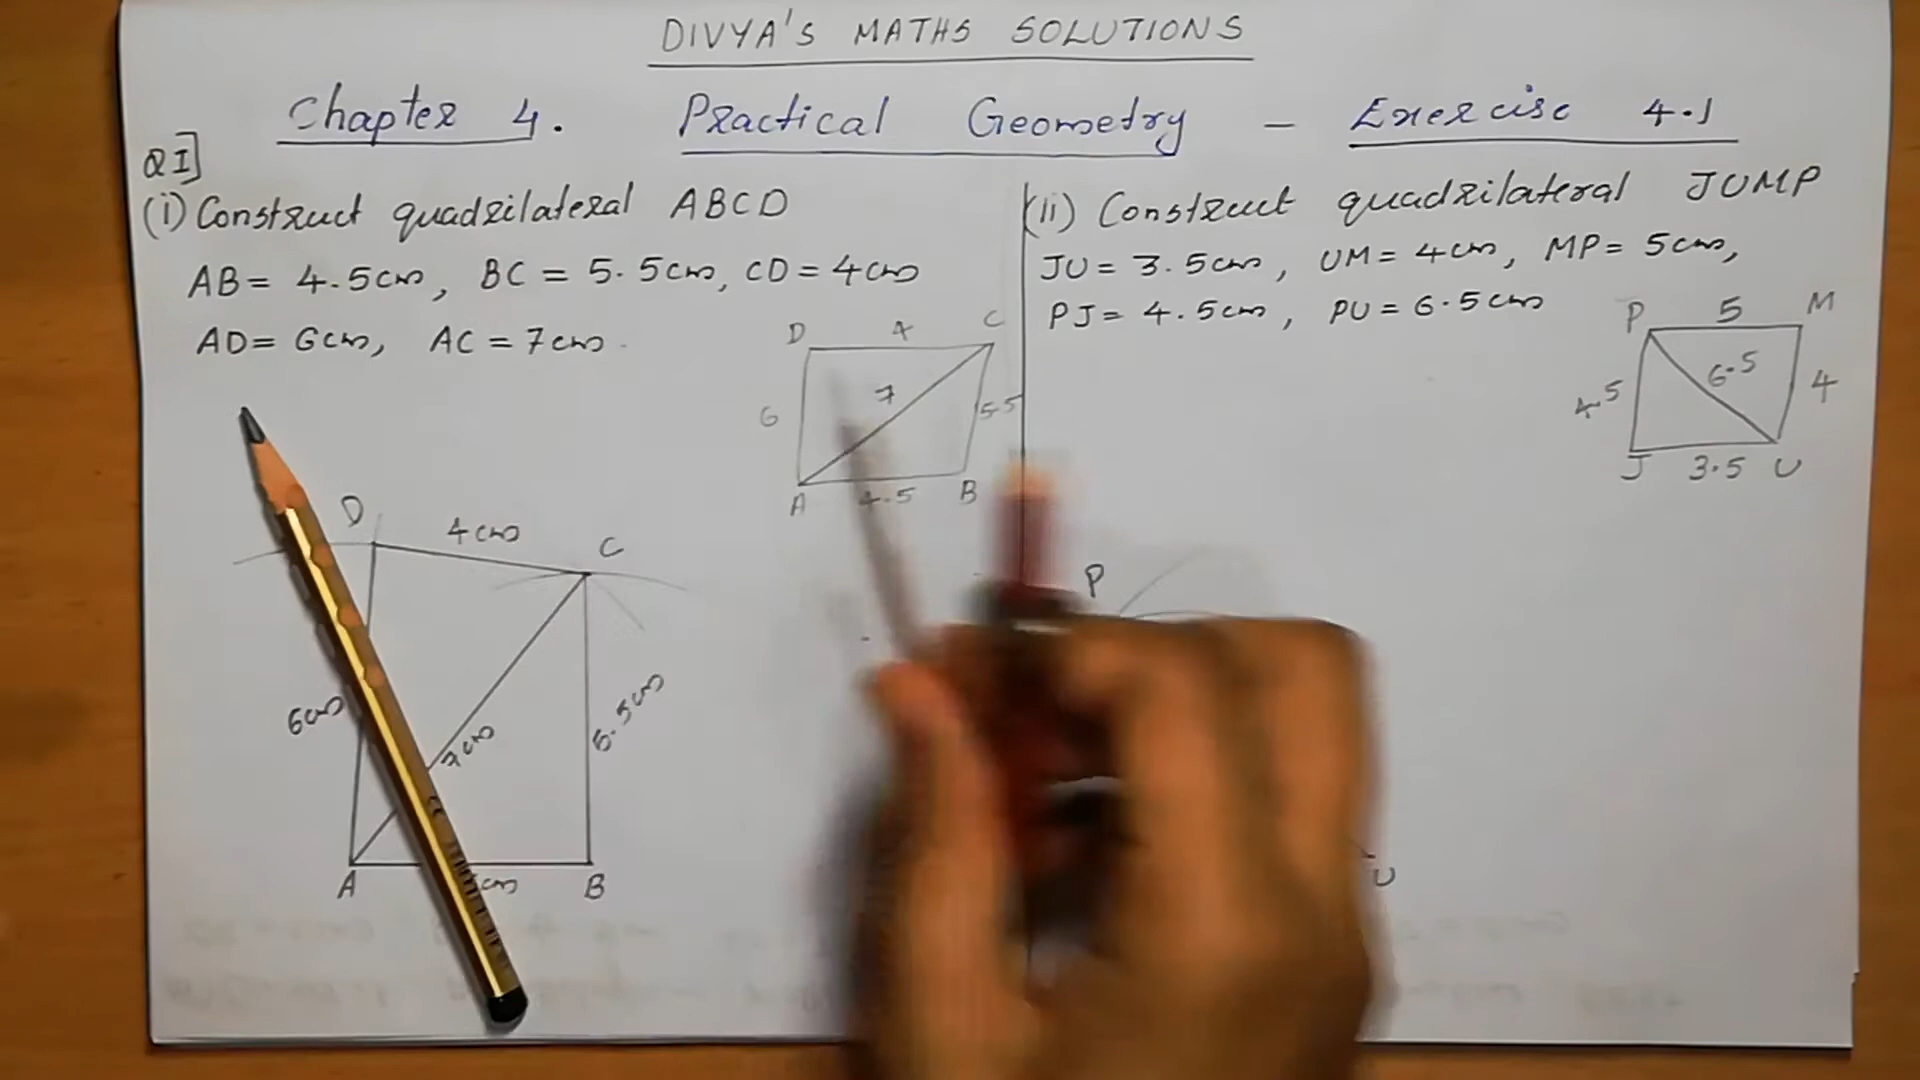 DIVYA'S MATHS SOLUTIONS
Chapter 4. Practical Geometry - Exercise 4.1
Q1]
(i) Construct quadrilateral ABCD
AB = 4.5cm, BC = 5.5cm, CD = 4cm
AD = 6cm, AC = 7cm.
D 4 C
6 7 5.5
A 4.5 B
D 4cm C
6cm 7cm 5.5cm
A cm B
(ii) Construct quadrilateral JUMP
JU = 3.5cm, UM = 4cm, MP = 5cm,
PJ = 4.5cm, PU = 6.5cm
P 5 M
4.5 6.5 4
J 3.5 U
P
U